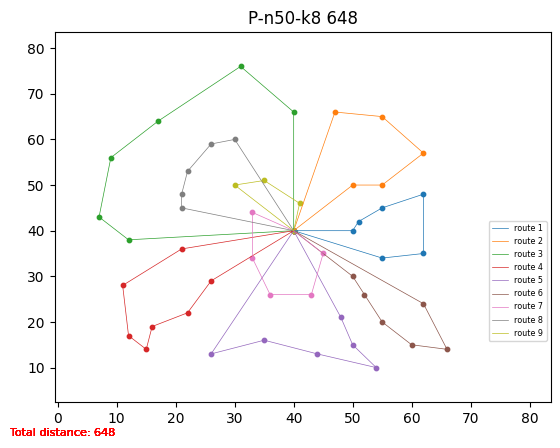 P-n50-k8 648
80
70
60
50
40
30
20
10
0 10 20 30 40 50 60 70 80
route 1
route 2
route 3
route 4
route 5
route 6
route 7
route 8
route 9
Total distance: 648